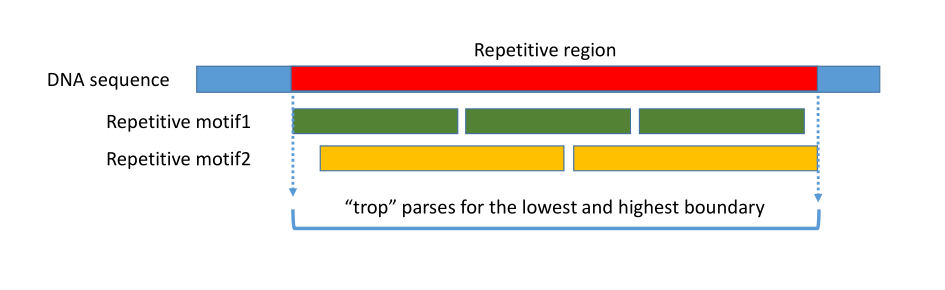 Repetitive region
DNA sequence
Repetitive motif1
Repetitive motif2
“trop” parses for the lowest and highest boundary